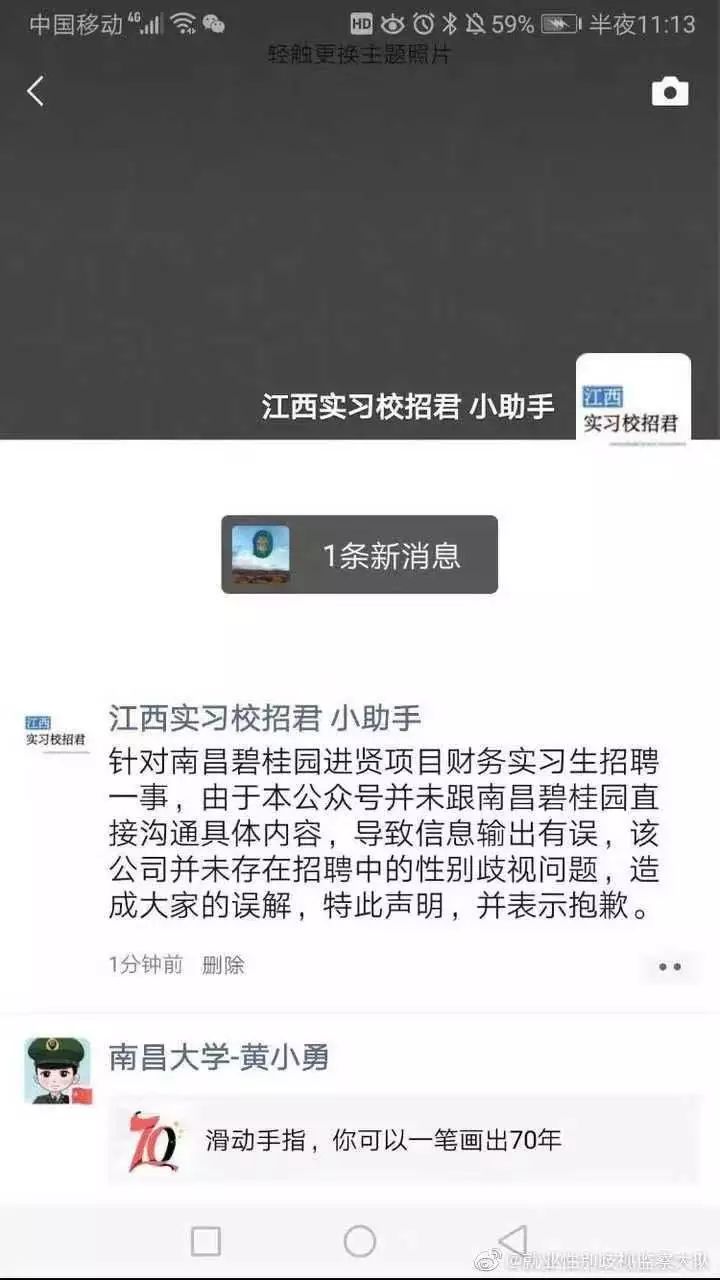 中国移动 4G HD 59% 半夜11:13
轻触更换主题照片
江西实习校招君 小助手
江西
实习校招君
1条新消息
江西
实习校招君
江西实习校招君 小助手
针对南昌碧桂园进贤项目财务实习生招聘
一事，由于本公众号并未跟南昌碧桂园直
接沟通具体内容，导致信息输出有误，该
公司并未存在招聘中的性别歧视问题，造
成大家的误解，特此声明，并表示抱歉。
1分钟前 删除
南昌大学-黄小勇
70
滑动手指，你可以一笔画出70年
@就业性别歧视监察大队